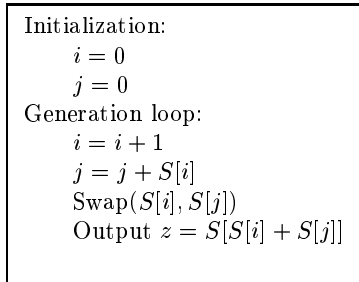 Initialization:
i = 0
j = 0
Generation loop:
i = i + 1
j = j + S[i]
Swap(S[i], S[j])
Output z = S[S[i] + S[j]]